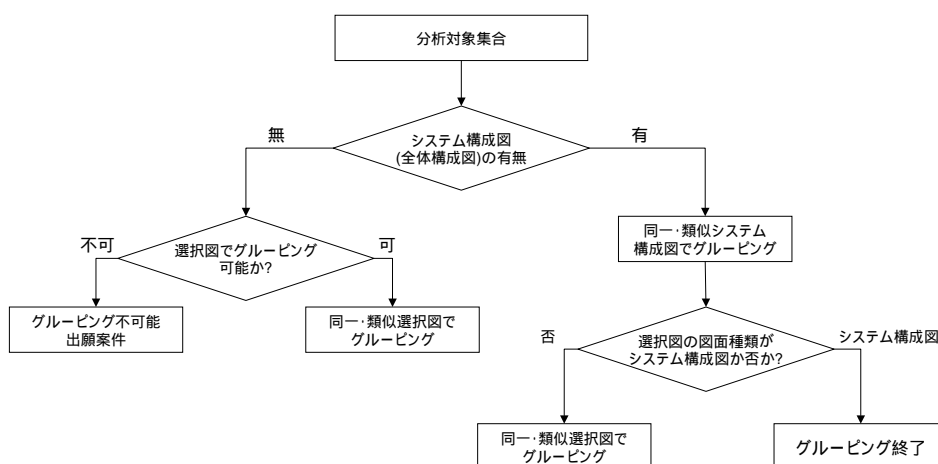 分析対象集合
無
有
システム構成図
(全体構成図)の有無
不可
選択図でグルーピング
可能か?
可
同一・類似システム
構成図でグルーピング
グルーピング不可能
出願案件
同一・類似選択図で
グルーピング
否
選択図の図面種類が
システム構成図か否か?
システム構成図
同一・類似選択図で
グルーピング
グルーピング終了